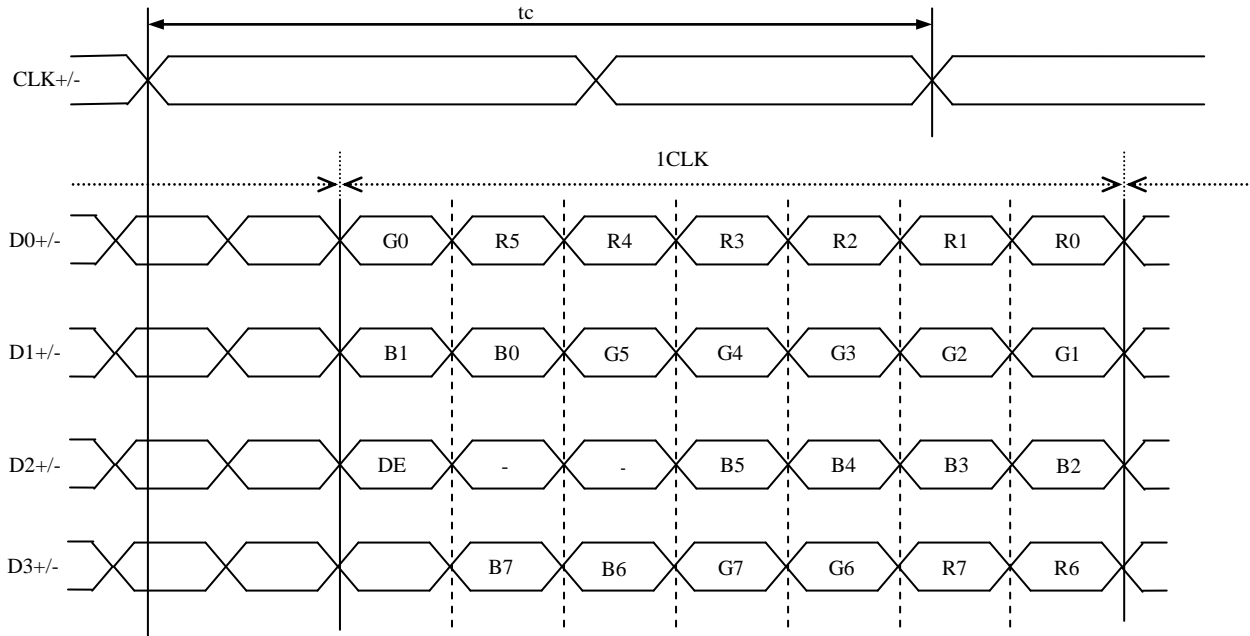 tc
CLK+/-
1CLK
D0+/- G0 R5 R4 R3 R2 R1 R0
D1+/- B1 B0 G5 G4 G3 G2 G1
D2+/- DE - - B5 B4 B3 B2
D3+/- B7 B6 G7 G6 R7 R6